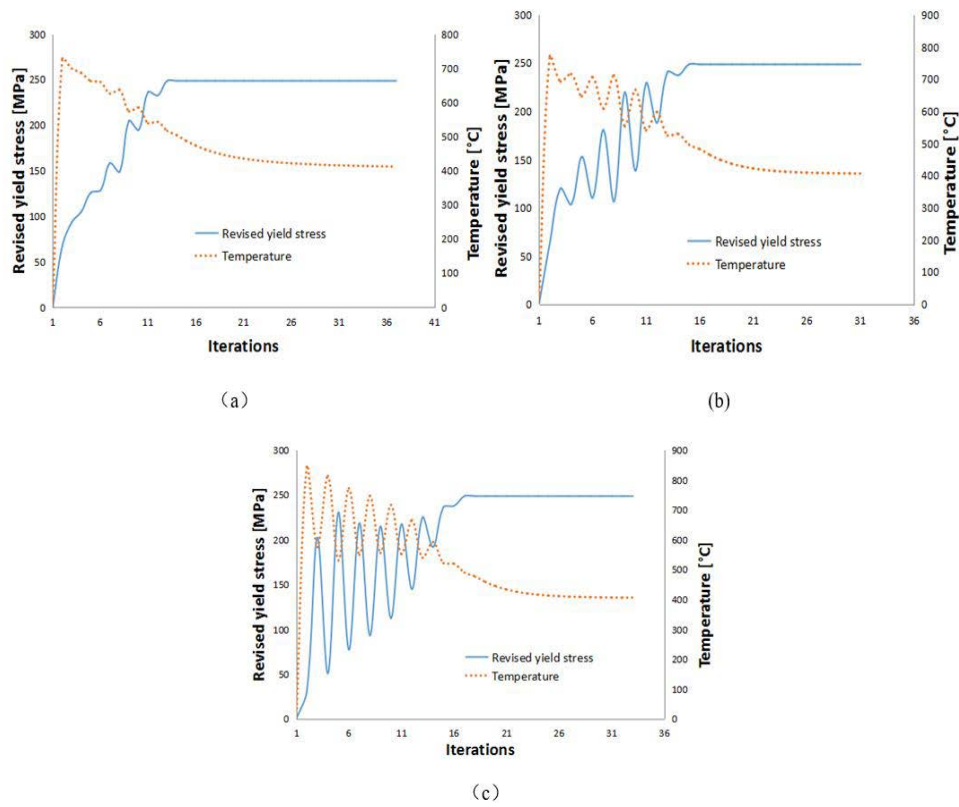 300
250
200
150
100
50
0
Revised yield stress [MPa]
800
700
600
500
400
300
200
100
0
Temperature [°C]
Revised yield stress
Temperature
1 6 11 16 21 26 31 36 41
Iterations
(a)
300
250
200
150
100
50
0
Revised yield stress [MPa]
900
800
700
600
500
400
300
200
100
0
Temperature [°C]
Revised yield stress
Temperature
1 6 11 16 21 26 31 36
Iterations
(b)
300
250
200
150
100
50
0
Revised yield stress [MPa]
900
800
700
600
500
400
300
200
100
0
Temperature [°C]
Revised yield stress
Temperature
1 6 11 16 21 26 31 36
Iterations
(c)